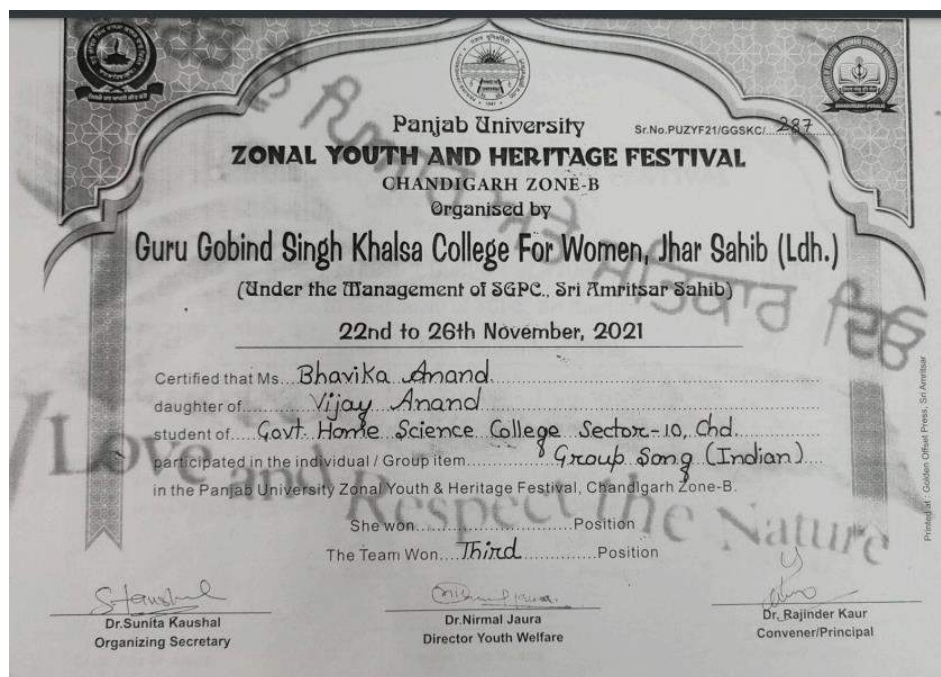 Panjab University
Sr.No.PUZYF21/GGSKC/...287
ZONAL YOUTH AND HERITAGE FESTIVAL
CHANDIGARH ZONE-B
Organised by
Guru Gobind Singh Khalsa College For Women, Jhar Sahib (Ldh.)
(Under the Management of SGPC., Sri Amritsar Sahib)
22nd to 26th November, 2021
Certified that Ms...Bhavika Anand
daughter of...Vijay Anand
student of...Govt. Home Science College Sector-10, Chd.
participated in the individual / Group item...Group Song (Indian)
in the Panjab University Zonal Youth & Heritage Festival, Chandigarh Zone-B.
She won...Position
The Team Won...Third...Position
Love and Respect the Nature
ਪਿਆਰ ਅਤੇ ਸਤਿਕਾਰ ਦਿਓ
Dr.Sunita Kaushal
Organizing Secretary
Dr.Nirmal Jaura
Director Youth Welfare
Dr. Rajinder Kaur
Convener/Principal
Printed at : Golden Offset Press, Sri Amritsar